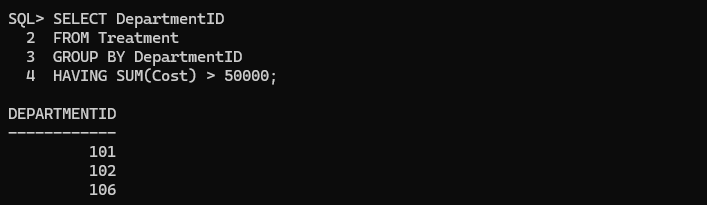 SQL> SELECT DepartmentID
  2  FROM Treatment
  3  GROUP BY DepartmentID
  4  HAVING SUM(Cost) > 50000;

DEPARTMENTID
------------
         101
         102
         106